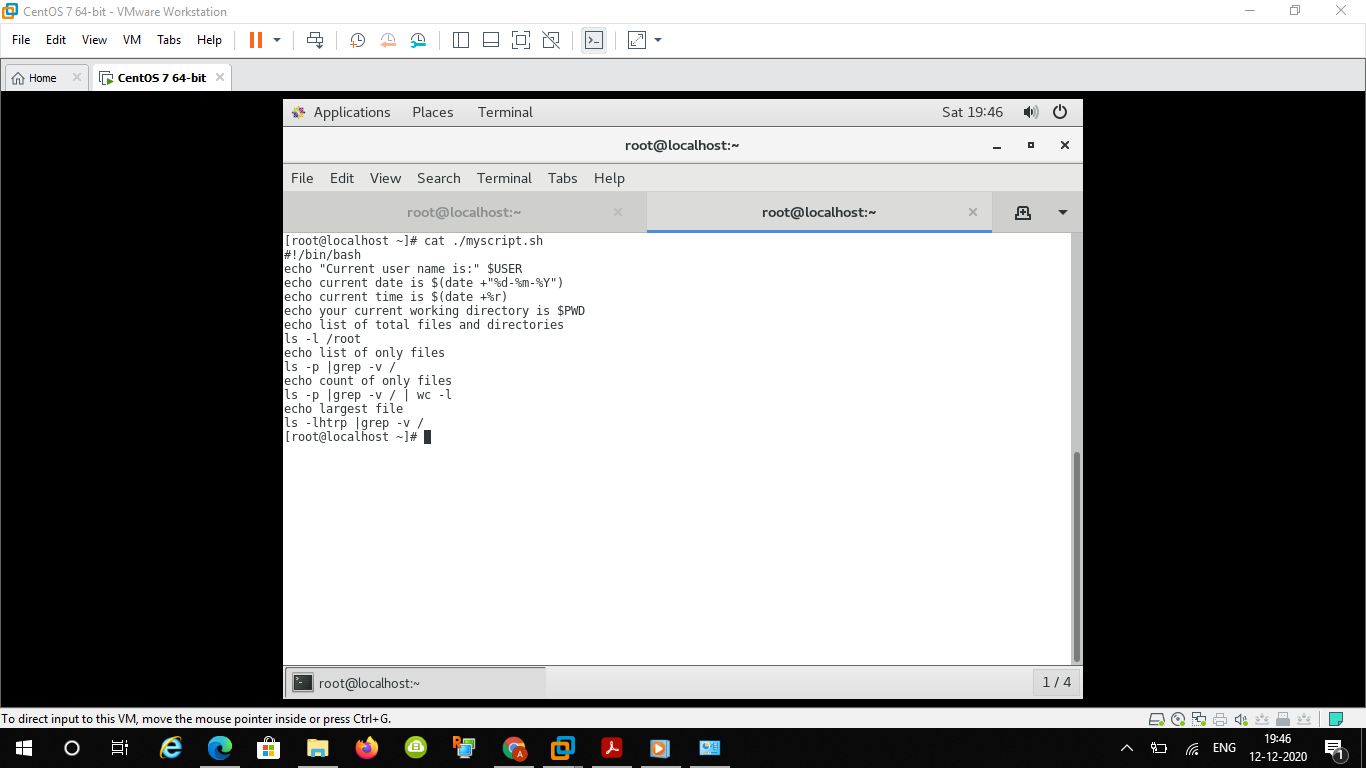 CentOS 7 64-bit - VMware Workstation
File Edit View VM Tabs Help
Home CentOS 7 64-bit
Applications Places Terminal Sat 19:46
root@localhost:~
File Edit View Search Terminal Tabs Help
root@localhost:~ root@localhost:~
[root@localhost ~]# cat ./myscript.sh
#!/bin/bash
echo "Current user name is:" $USER
echo current date is $(date +"%d-%m-%Y")
echo current time is $(date +%r)
echo your current working directory is $PWD
echo list of total files and directories
ls -l /root
echo list of only files
ls -p |grep -v /
echo count of only files
ls -p |grep -v / | wc -l
echo largest file
ls -lhtrp |grep -v /
[root@localhost ~]#
root@localhost:~ 1 / 4
To direct input to this VM, move the mouse pointer inside or press Ctrl+G.
ENG 19:46
12-12-2020 1